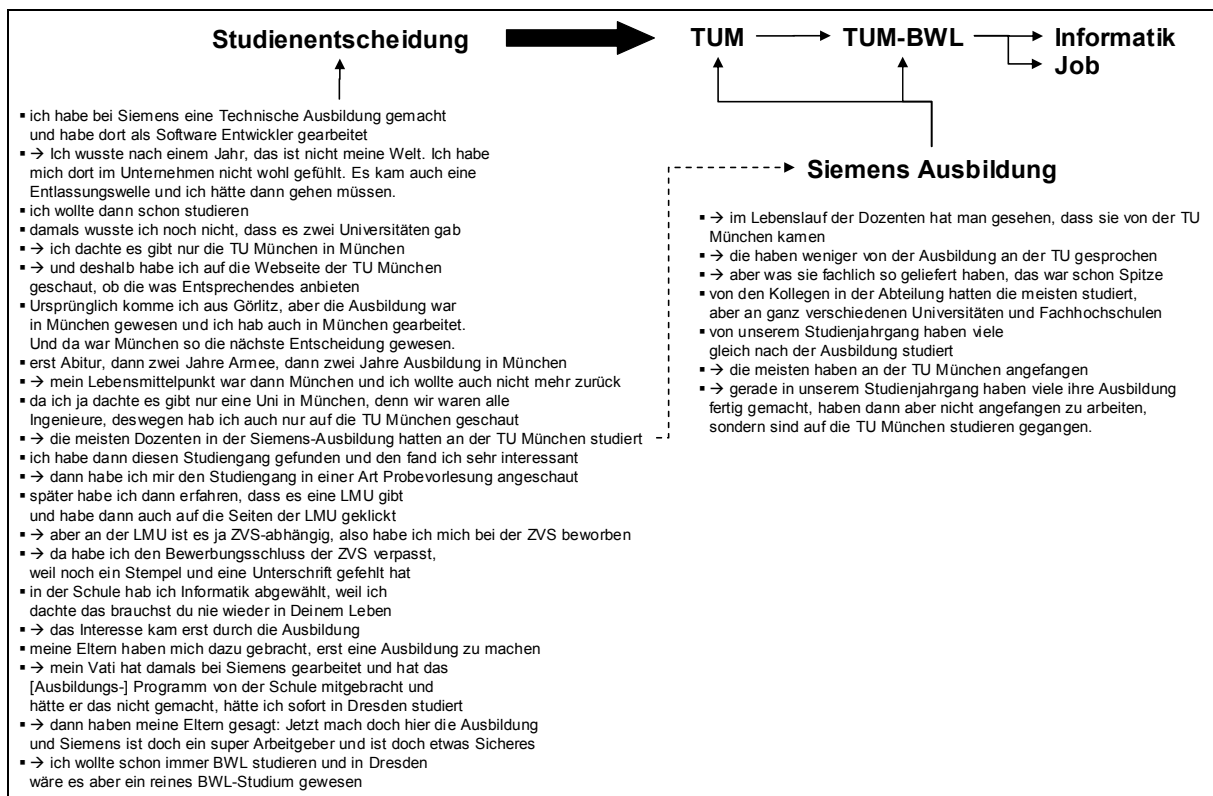 Studienentscheidung
TUM
TUM-BWL
Informatik
Job
▪ ich habe bei Siemens eine Technische Ausbildung gemacht
und habe dort als Software Entwickler gearbeitet
▪ → Ich wusste nach einem Jahr, das ist nicht meine Welt. Ich habe
mich dort im Unternehmen nicht wohl gefühlt. Es kam auch eine
Entlassungswelle und ich hätte dann gehen müssen.
▪ ich wollte dann schon studieren
▪ damals wusste ich noch nicht, dass es zwei Universitäten gab
▪ → ich dachte es gibt nur die TU München in München
▪ → und deshalb habe ich auf die Webseite der TU München
geschaut, ob die was Entsprechendes anbieten
▪ Ursprünglich komme ich aus Görlitz, aber die Ausbildung war
in München gewesen und ich hab auch in München gearbeitet.
Und da war München so die nächste Entscheidung gewesen.
▪ erst Abitur, dann zwei Jahre Armee, dann zwei Jahre Ausbildung in München
▪ → mein Lebensmittelpunkt war dann München und ich wollte auch nicht mehr zurück
▪ da ich ja dachte es gibt nur eine Uni in München, denn wir waren alle
Ingenieure, deswegen hab ich auch nur auf die TU München geschaut
▪ → die meisten Dozenten in der Siemens-Ausbildung hatten an der TU München studiert
▪ ich habe dann diesen Studiengang gefunden und den fand ich sehr interessant
▪ → dann habe ich mir den Studiengang in einer Art Probevorlesung angeschaut
▪ später habe ich dann erfahren, dass es eine LMU gibt
und habe dann auch auf die Seiten der LMU geklickt
▪ → aber an der LMU ist es ja ZVS-abhängig, also habe ich mich bei der ZVS beworben
▪ → da habe ich den Bewerbungsschluss der ZVS verpasst,
weil noch ein Stempel und eine Unterschrift gefehlt hat
▪ in der Schule hab ich Informatik abgewählt, weil ich
dachte das brauchst du nie wieder in Deinem Leben
▪ → das Interesse kam erst durch die Ausbildung
▪ meine Eltern haben mich dazu gebracht, erst eine Ausbildung zu machen
▪ → mein Vati hat damals bei Siemens gearbeitet und hat das
[Ausbildungs-] Programm von der Schule mitgebracht und
hätte er das nicht gemacht, hätte ich sofort in Dresden studiert
▪ → dann haben meine Eltern gesagt: Jetzt mach doch hier die Ausbildung
und Siemens ist doch ein super Arbeitgeber und ist doch etwas Sicheres
▪ → ich wollte schon immer BWL studieren und in Dresden
wäre es aber ein reines BWL-Studium gewesen
Siemens Ausbildung
▪ → im Lebenslauf der Dozenten hat man gesehen, dass sie von der TU
München kamen
▪ → die haben weniger von der Ausbildung an der TU gesprochen
▪ → aber was sie fachlich so geliefert haben, das war schon Spitze
▪ von den Kollegen in der Abteilung hatten die meisten studiert,
aber an ganz verschiedenen Universitäten und Fachhochschulen
▪ von unserem Studienjahrgang haben viele
gleich nach der Ausbildung studiert
▪ → die meisten haben an der TU München angefangen
▪ → gerade in unserem Studienjahrgang haben viele ihre Ausbildung
fertig gemacht, haben dann aber nicht angefangen zu arbeiten,
sondern sind auf die TU München studieren gegangen.